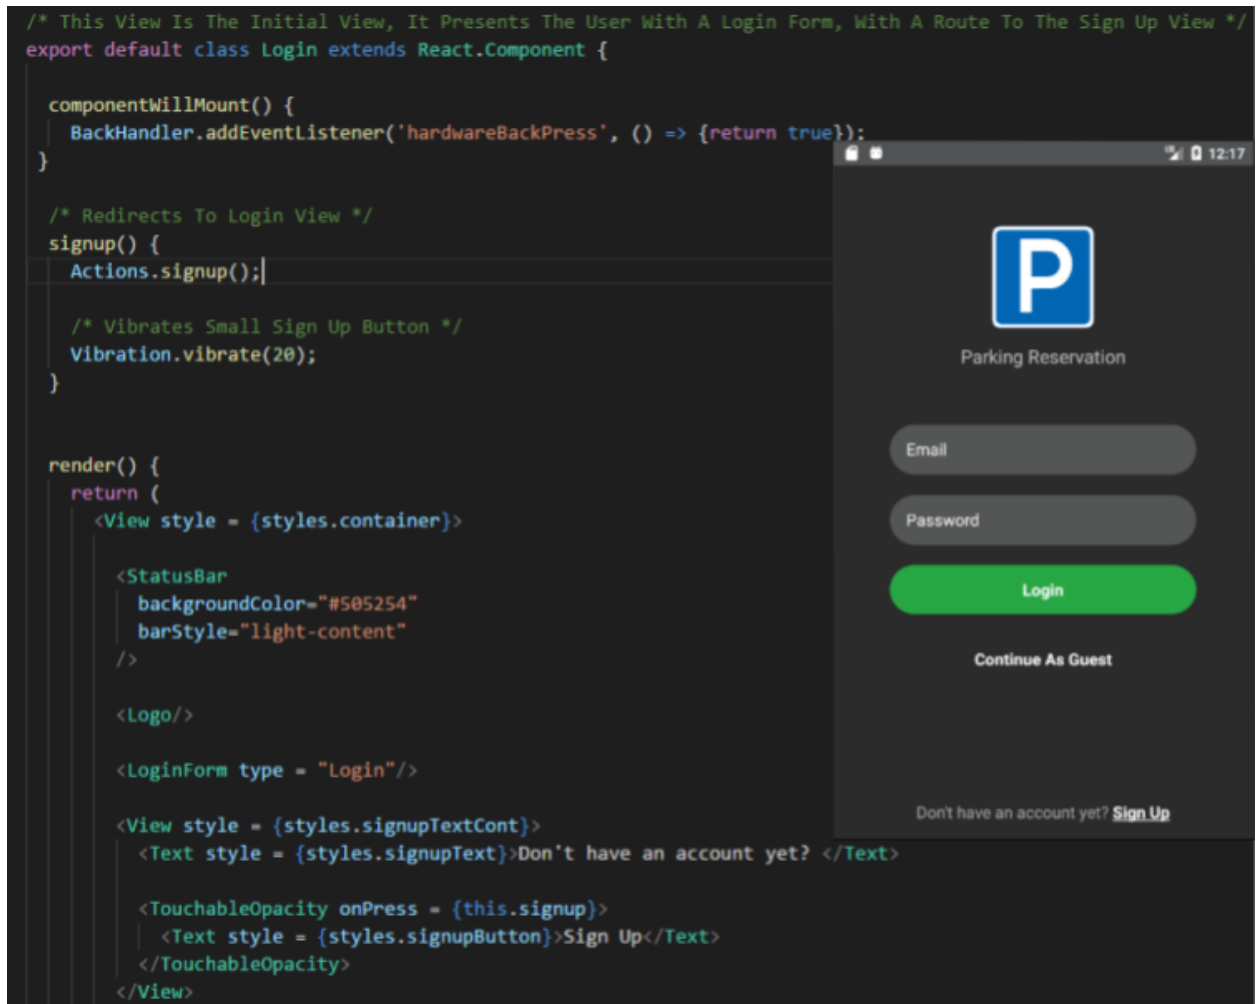 /* This View Is The Initial View, It Presents The User With A Login Form, With A Route To The Sign Up View */
export default class Login extends React.Component {
componentWillMount() {
BackHandler.addEventListener('hardwareBackPress', () => {return true});
}
/* Redirects To Login View */
signup() {
Actions.signup();
/* Vibrates Small Sign Up Button */
Vibration.vibrate(20);
}
render() {
return (
<View style = {styles.container}>
<StatusBar
backgroundColor="#505254"
barStyle="light-content"
/>
<Logo/>
<LoginForm type = "Login"/>
<View style = {styles.signupTextCont}>
<Text style = {styles.signupText}>Don't have an account yet? </Text>
<TouchableOpacity onPress = {this.signup}>
<Text style = {styles.signupButton}>Sign Up</Text>
</TouchableOpacity>
</View>
12:17
P
Parking Reservation
Email
Password
Login
Continue As Guest
Don't have an account yet? Sign Up